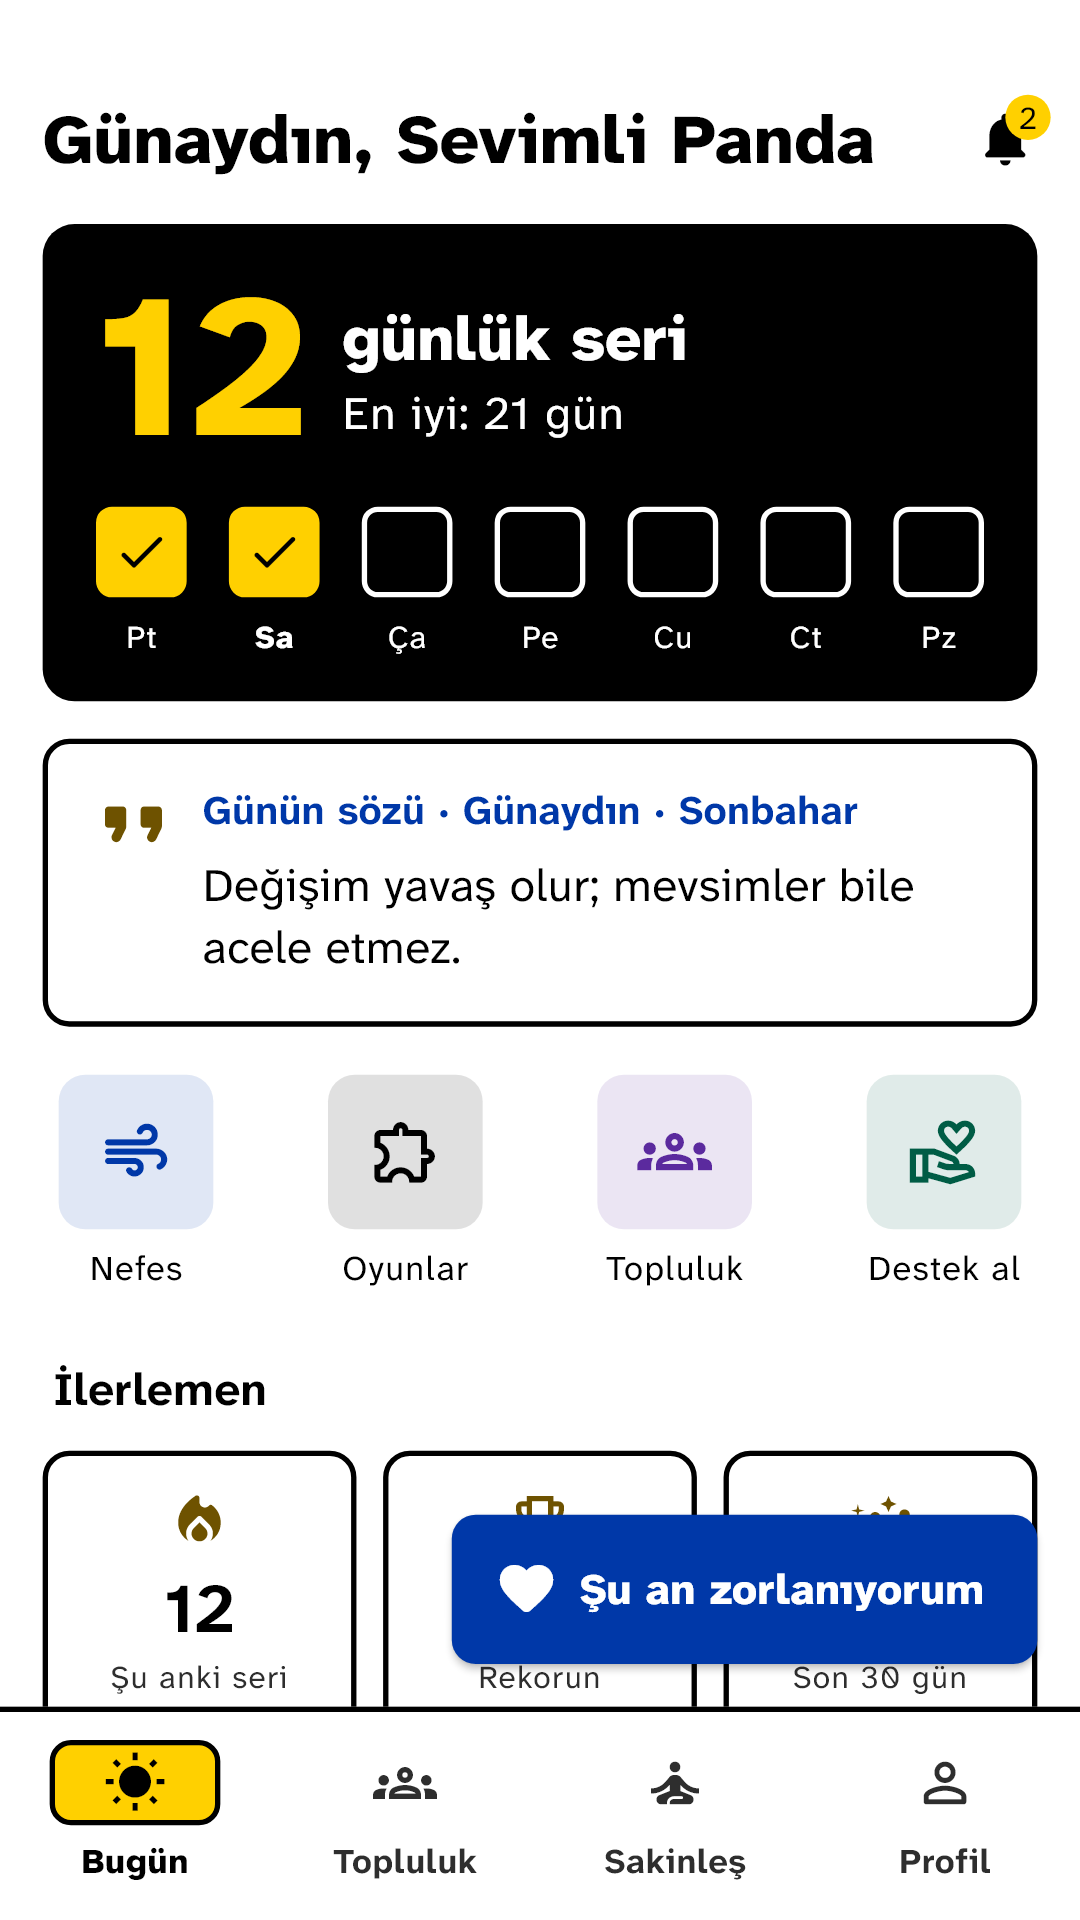 Günaydın, Sevimli Panda
2
12
günlük seri
En iyi: 21 gün
Pt Sa Ça Pe Cu Ct Pz
Günün sözü · Günaydın · Sonbahar
Değişim yavaş olur; mevsimler bile
acele etmez.
Nefes Oyunlar Topluluk Destek al
İlerlemen
12
Şu an zorlanıyorum
Şu anki seri Rekorun Son 30 gün
Bugün Topluluk Sakinleş Profil